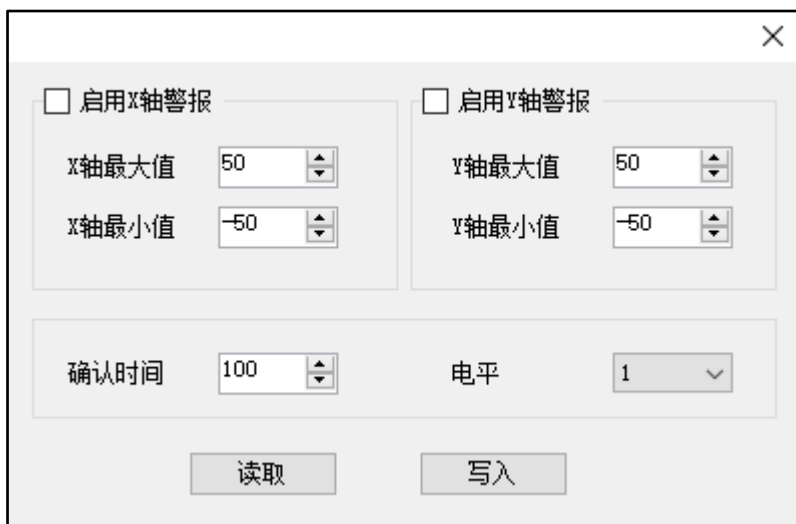 启用X轴警报
X轴最大值 50
X轴最小值 -50
启用Y轴警报
Y轴最大值 50
Y轴最小值 -50
确认时间 100 电平 1
读取 写入